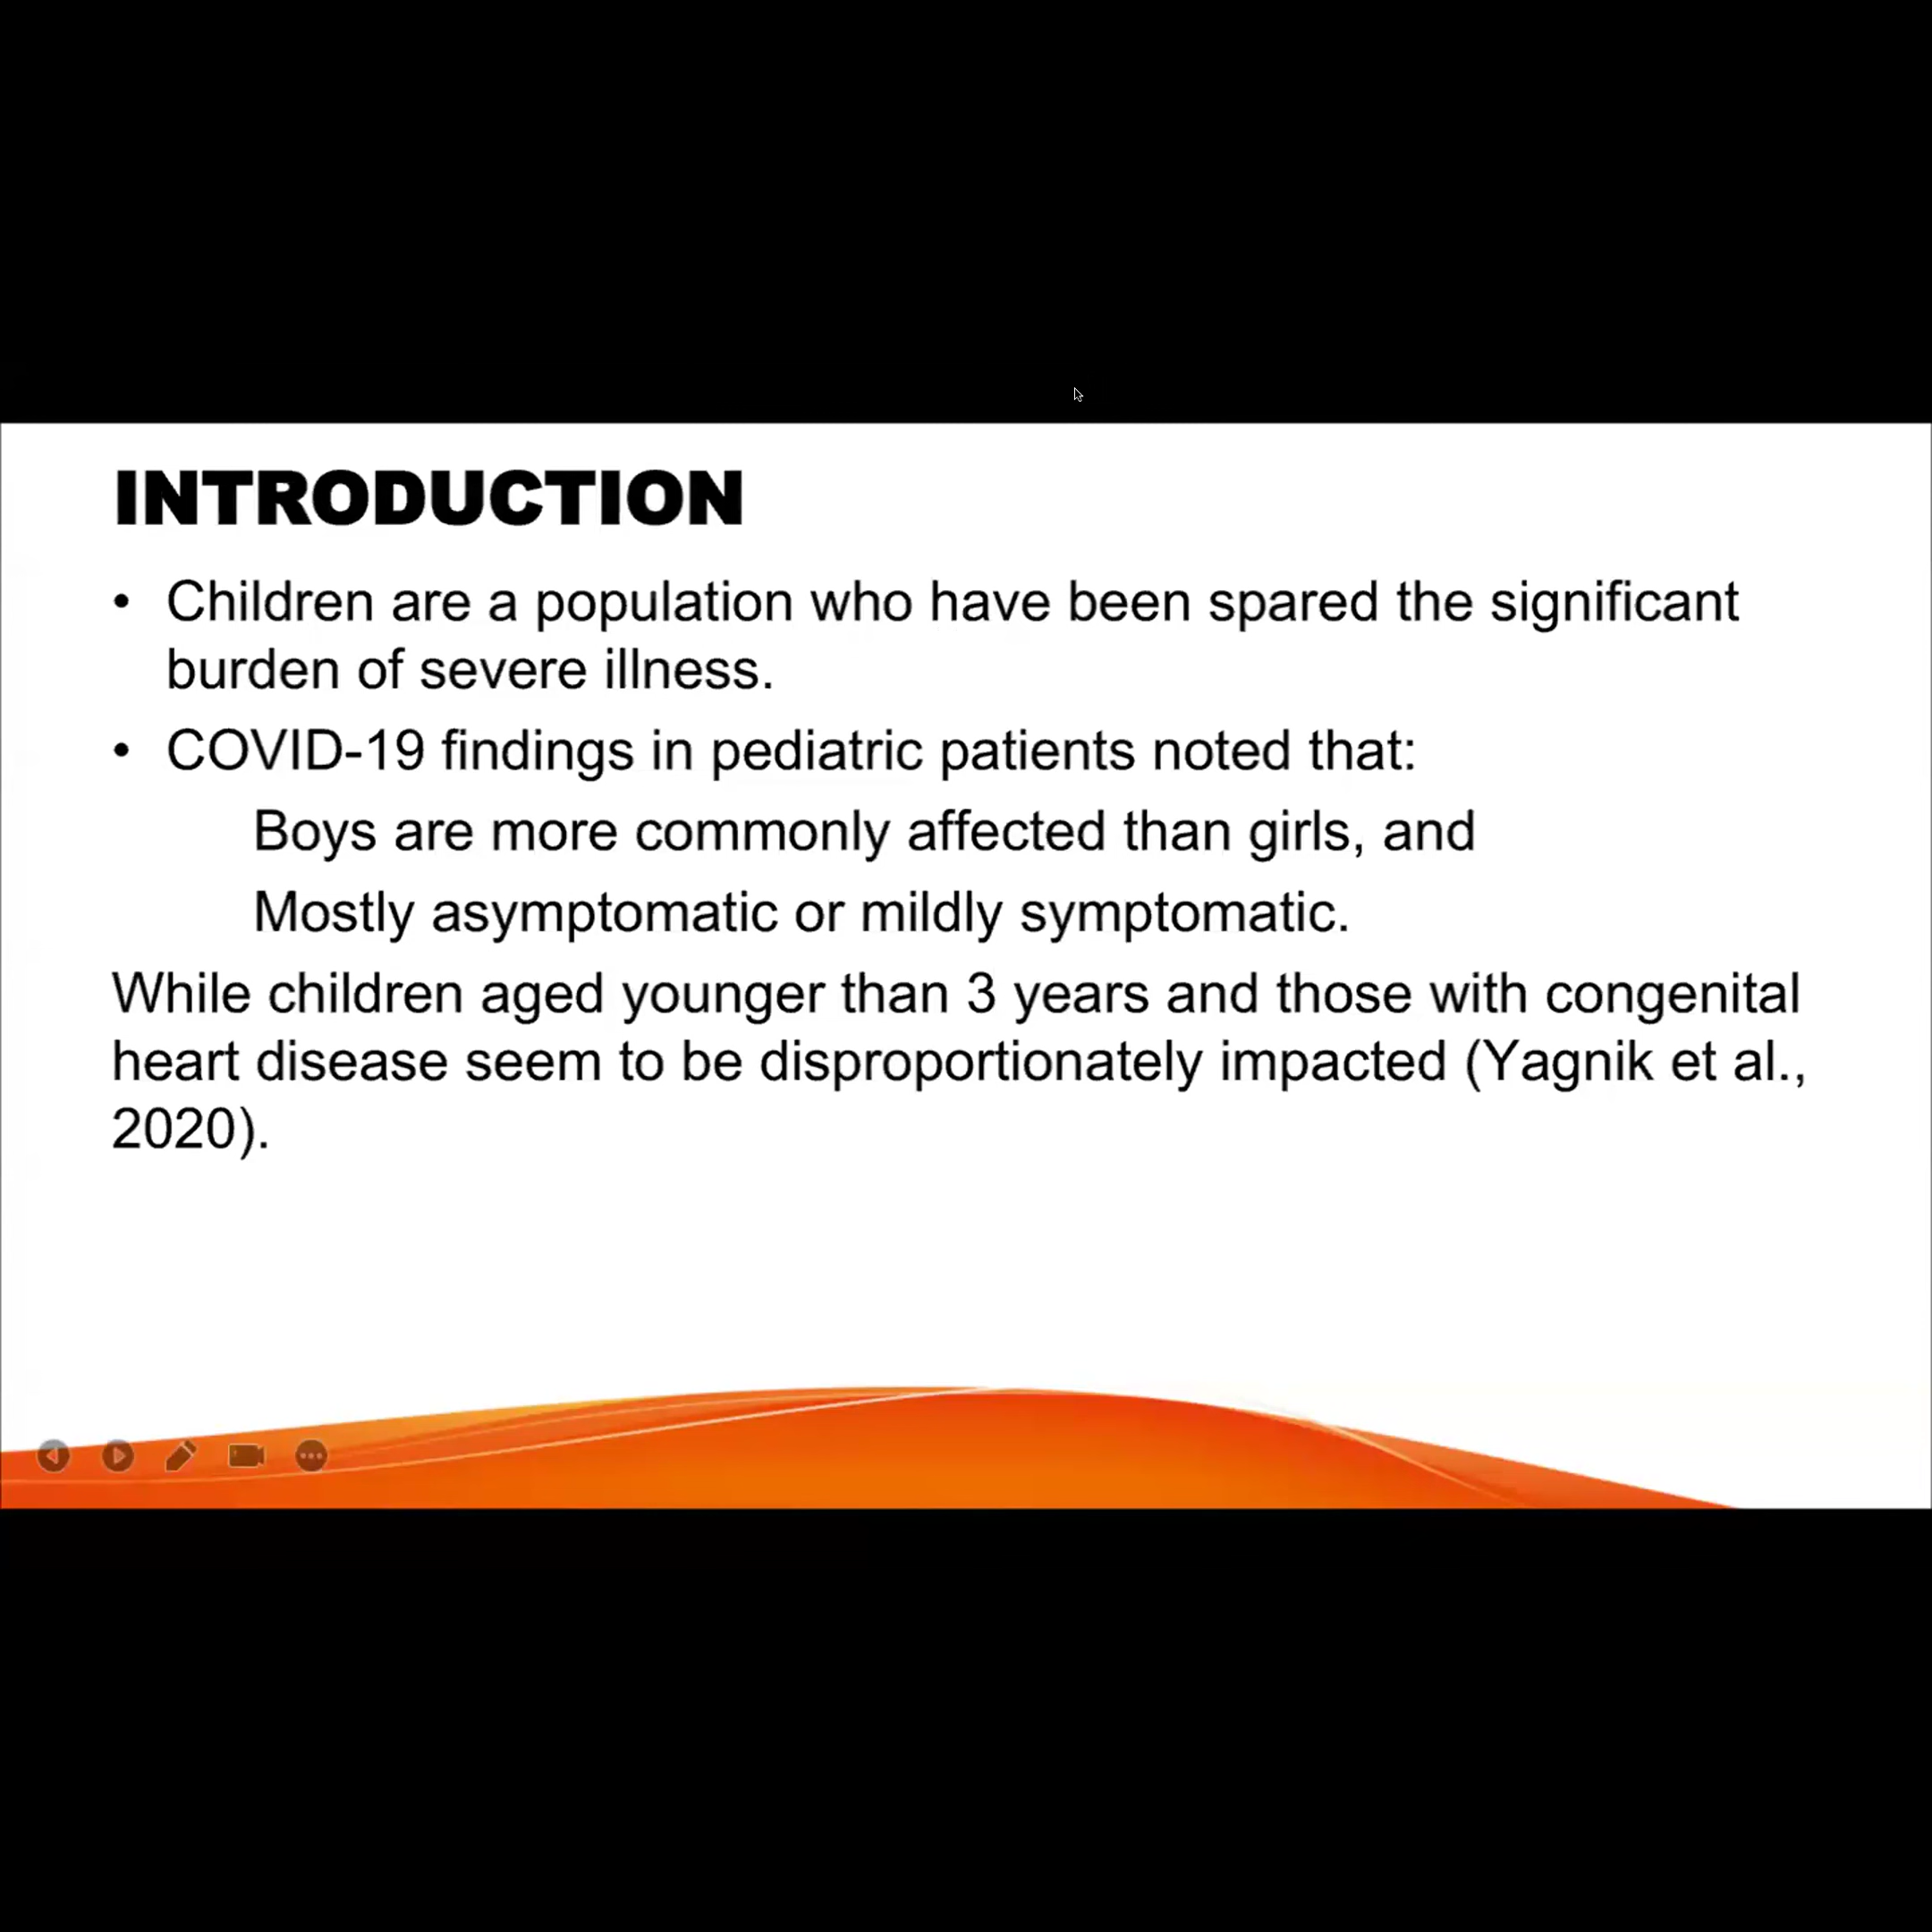 INTRODUCTION
• Children are a population who have been spared the significant
burden of severe illness.
• COVID-19 findings in pediatric patients noted that:
Boys are more commonly affected than girls, and
Mostly asymptomatic or mildly symptomatic.
While children aged younger than 3 years and those with congenital
heart disease seem to be disproportionately impacted (Yagnik et al.,
2020).